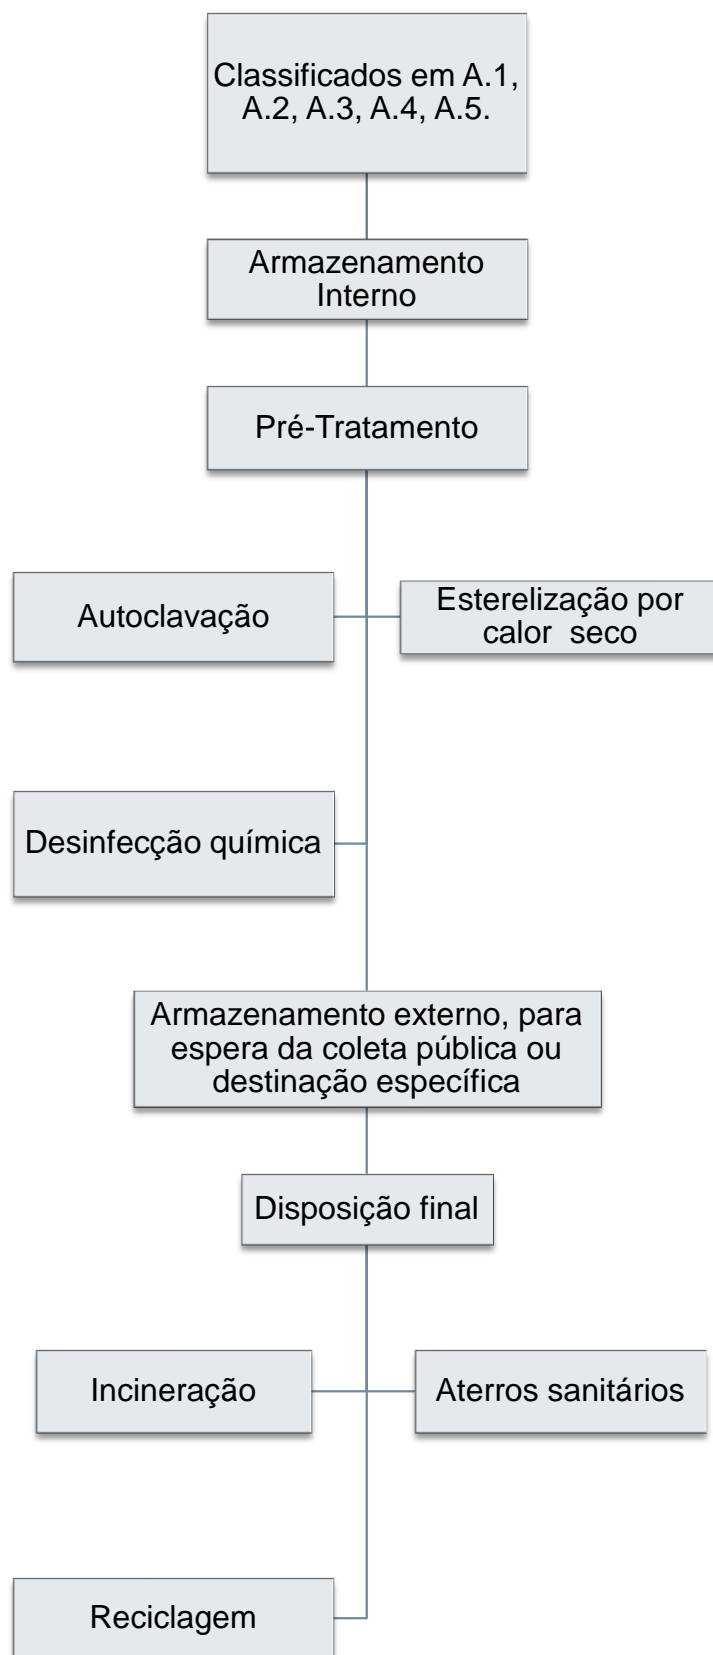 Classificados em A.1,
A.2, A.3, A.4, A.5.
Armazenamento
Interno
Pré-Tratamento
Autoclavação
Esterelização por
calor  seco
Desinfecção química
Armazenamento externo, para
espera da coleta pública ou
destinação específica
Disposição final
Incineração
Aterros sanitários
Reciclagem